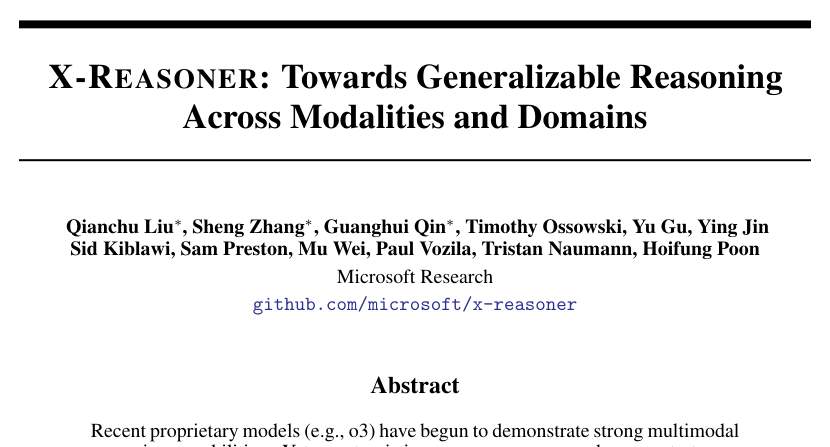 X-REASONER: Towards Generalizable Reasoning
Across Modalities and Domains
Qianchu Liu*, Sheng Zhang*, Guanghui Qin*, Timothy Ossowski, Yu Gu, Ying Jin
Sid Kiblawi, Sam Preston, Mu Wei, Paul Vozila, Tristan Naumann, Hoifung Poon
Microsoft Research
github.com/microsoft/x-reasoner
Abstract
Recent proprietary models (e.g., o3) have begun to demonstrate strong multimodal